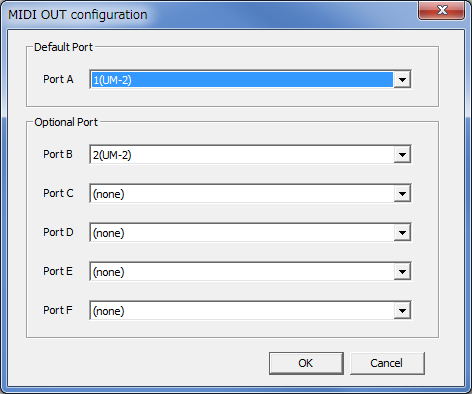 MIDI OUT configuration
Default Port
Port A 1(UM-2)
Optional Port
Port B 2(UM-2)
Port C (none)
Port D (none)
Port E (none)
Port F (none)
OK Cancel